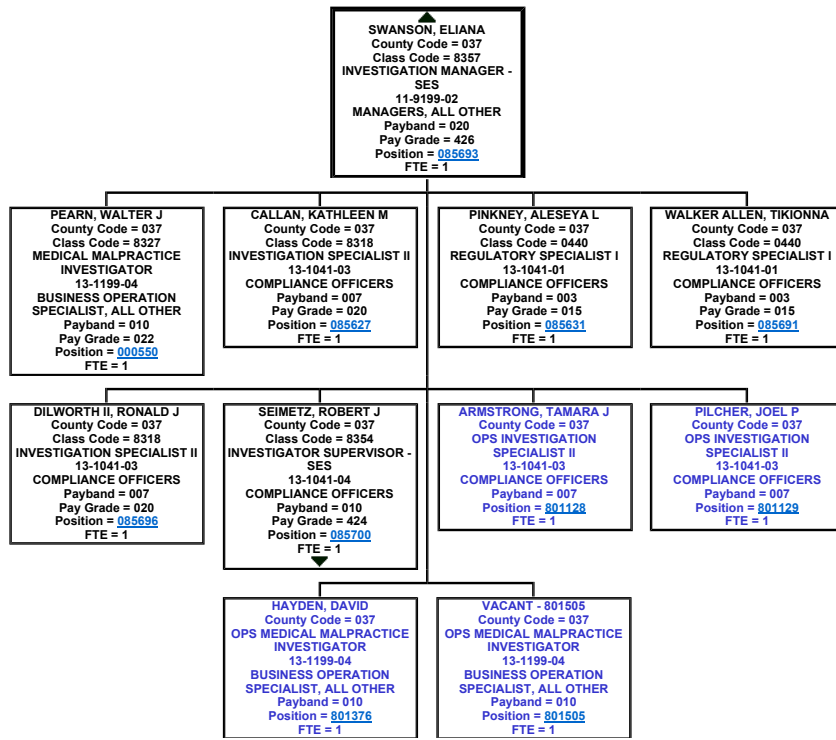 SWANSON, ELIANA
County Code = 037
Class Code = 8357
INVESTIGATION MANAGER -
SES
11-9199-02
MANAGERS, ALL OTHER
Payband = 020
Pay Grade = 426
Position = 085693
FTE = 1
PEARN, WALTER J
County Code = 037
Class Code = 8327
MEDICAL MALPRACTICE
INVESTIGATOR
13-1199-04
BUSINESS OPERATION
SPECIALIST, ALL OTHER
Payband = 010
Pay Grade = 022
Position = 000550
FTE = 1
CALLAN, KATHLEEN M
County Code = 037
Class Code = 8318
INVESTIGATION SPECIALIST II
13-1041-03
COMPLIANCE OFFICERS
Payband = 007
Pay Grade = 020
Position = 085627
FTE = 1
PINKNEY, ALESEYA L
County Code = 037
Class Code = 0440
REGULATORY SPECIALIST I
13-1041-01
COMPLIANCE OFFICERS
Payband = 003
Pay Grade = 015
Position = 085631
FTE = 1
WALKER ALLEN, TIKIONNA
County Code = 037
Class Code = 0440
REGULATORY SPECIALIST I
13-1041-01
COMPLIANCE OFFICERS
Payband = 003
Pay Grade = 015
Position = 085691
FTE = 1
DILWORTH II, RONALD J
County Code = 037
Class Code = 8318
INVESTIGATION SPECIALIST II
13-1041-03
COMPLIANCE OFFICERS
Payband = 007
Pay Grade = 020
Position = 085696
FTE = 1
SEIMETZ, ROBERT J
County Code = 037
Class Code = 8354
INVESTIGATOR SUPERVISOR -
SES
13-1041-04
COMPLIANCE OFFICERS
Payband = 010
Pay Grade = 424
Position = 085700
FTE = 1
ARMSTRONG, TAMARA J
County Code = 037
OPS INVESTIGATION
SPECIALIST II
13-1041-03
COMPLIANCE OFFICERS
Payband = 007
Position = 801128
FTE = 1
PILCHER, JOEL P
County Code = 037
OPS INVESTIGATION
SPECIALIST II
13-1041-03
COMPLIANCE OFFICERS
Payband = 007
Position = 801129
FTE = 1
HAYDEN, DAVID
County Code = 037
OPS MEDICAL MALPRACTICE
INVESTIGATOR
13-1199-04
BUSINESS OPERATION
SPECIALIST, ALL OTHER
Payband = 010
Position = 801376
FTE = 1
VACANT - 801505
County Code = 037
OPS MEDICAL MALPRACTICE
INVESTIGATOR
13-1199-04
BUSINESS OPERATION
SPECIALIST, ALL OTHER
Payband = 010
Position = 801505
FTE = 1